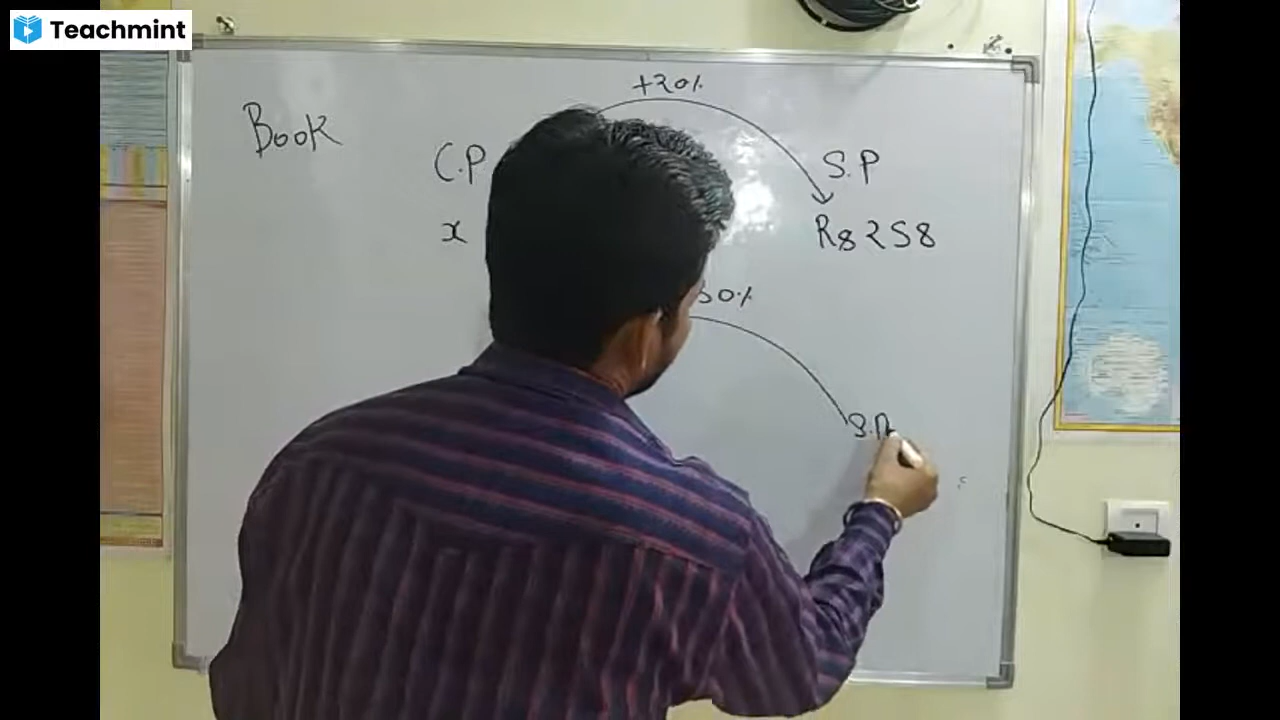 Teachmint
+20%
Book
C.P S.P
x Rs 258
S.P